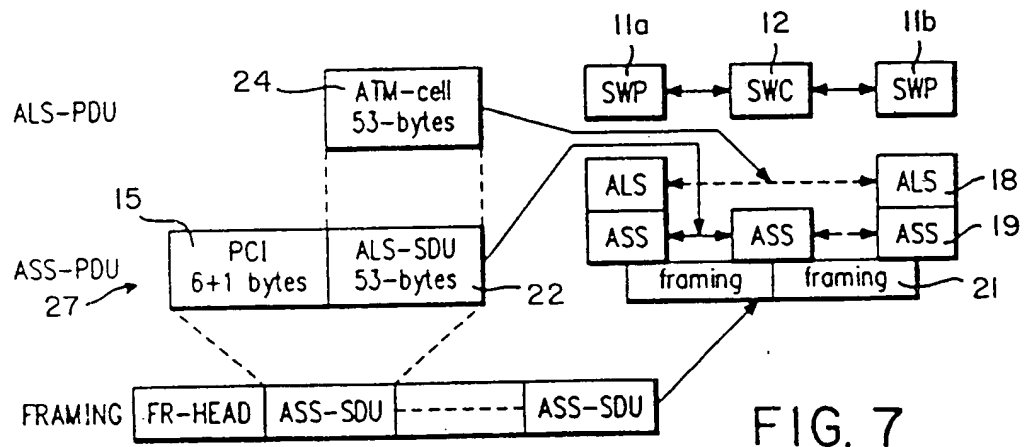 11a
12
11b
24
ALS-PDU
ATM-cell
53-bytes
SWP
SWC
SWP
ALS
ALS
18
15
ASS-PDU
27
PCI
6+1 bytes
ALS-SDU
53-bytes
22
ASS
ASS
ASS
19
framing
framing
21
FRAMING
FR-HEAD
ASS-SDU
ASS-SDU
FIG. 7